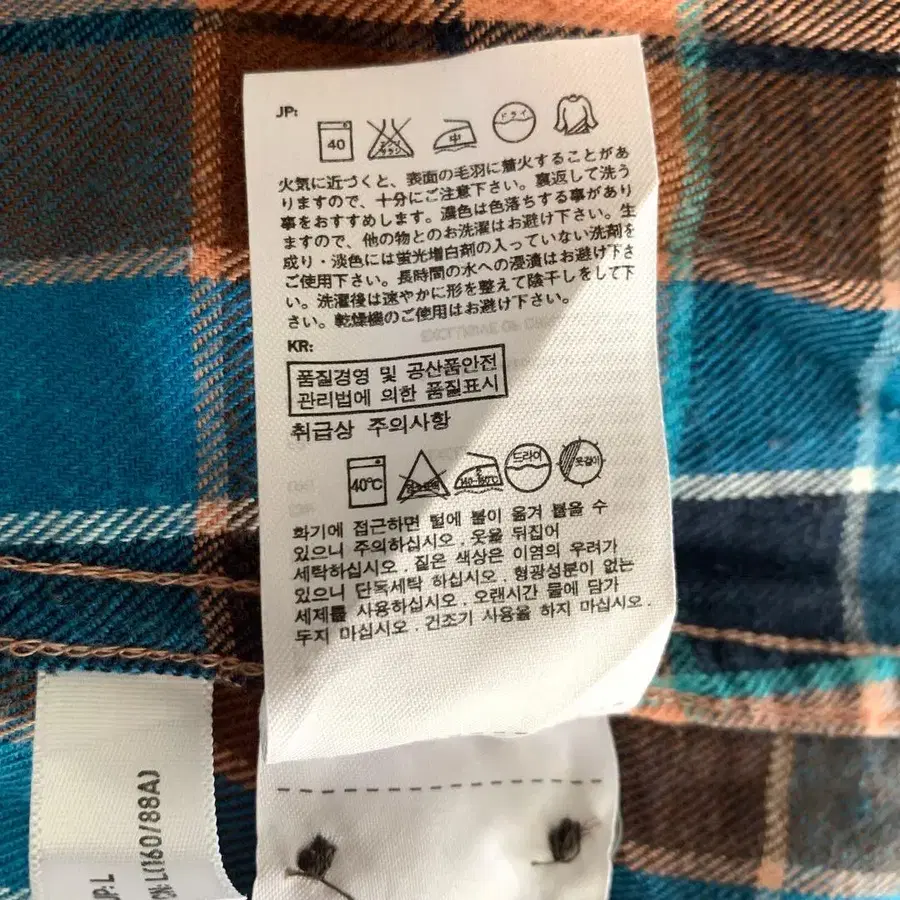 JP:
40 エンソ サラシ 中 ドライ
火気に近づくと、表面の毛羽に着火することがあ
りますので、十分にご注意下さい。裏返して洗う
事をおすすめします。濃色は色落ちする事があり
ますので、他の物とのお洗濯はお避け下さい。生
成り・淡色には蛍光増白剤の入っていない洗剤を
ご使用下さい。長時間の水への浸漬はお避け下さ
い。洗濯後は速やかに形を整えて陰干しをして下
さい。乾燥機のご使用はお避け下さい。
KR:
품질경영 및 공산품안전
관리법에 의한 품질표시
취급상 주의사항
40℃ 드라이 옷걸이
화기에 접근하면 털에 불이 옮겨 붙을 수
있으니 주의하십시오. 옷을 뒤집어
세탁하십시오. 짙은 색상은 이염의 우려가
있으니 단독세탁 하십시오. 형광성분이 없는
세제를 사용하십시오. 오랜시간 물에 담가
두지 마십시오. 건조기 사용을 하지 마십시오.
JP: L
CN: L(160/88A)